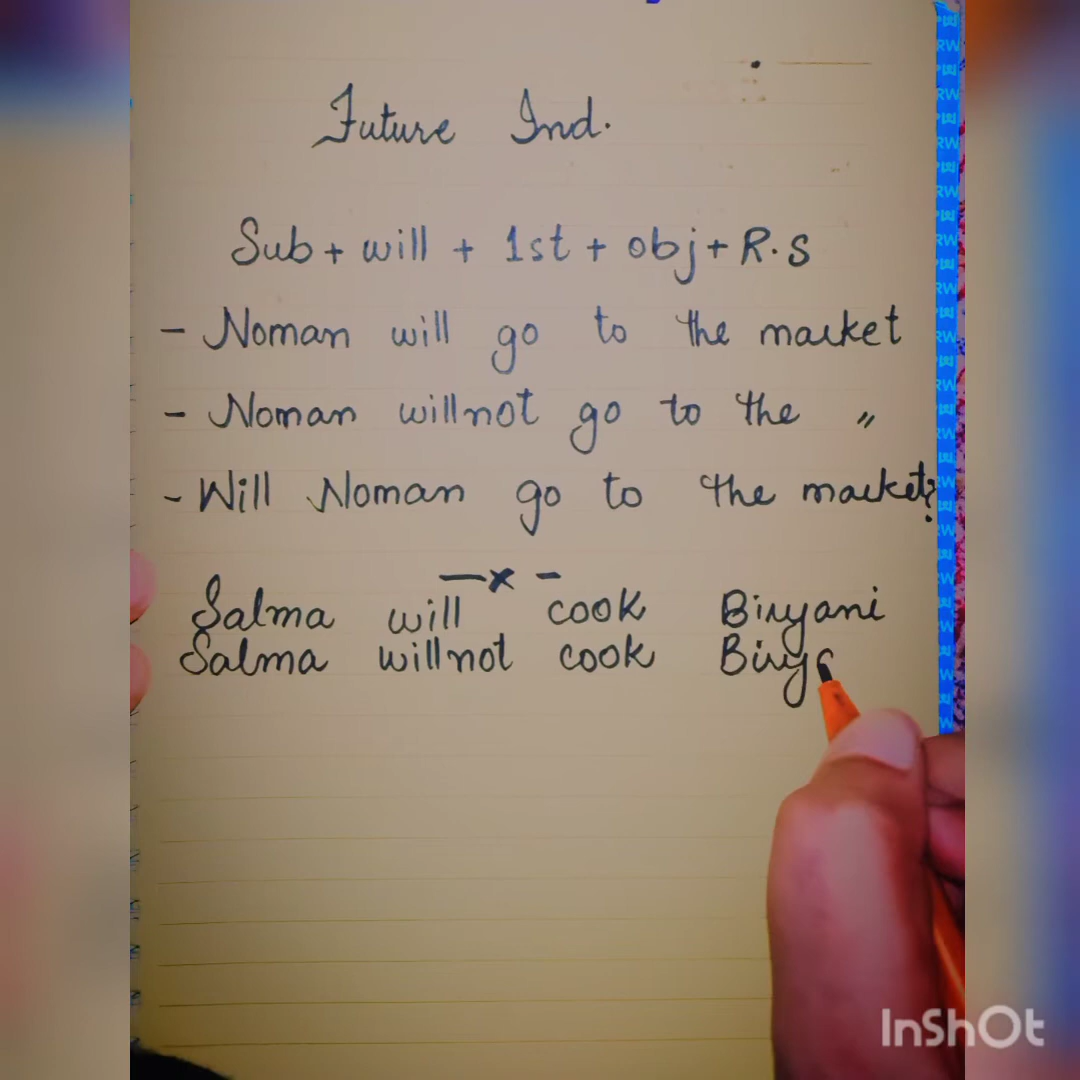 Future Ind.
Sub + will + 1st + obj + R.S
- Noman will go to the market
- Noman willnot go to the "
- Will Noman go to the market?
—x –
Salma will cook Biryani
Salma willnot cook Birya
InShOt